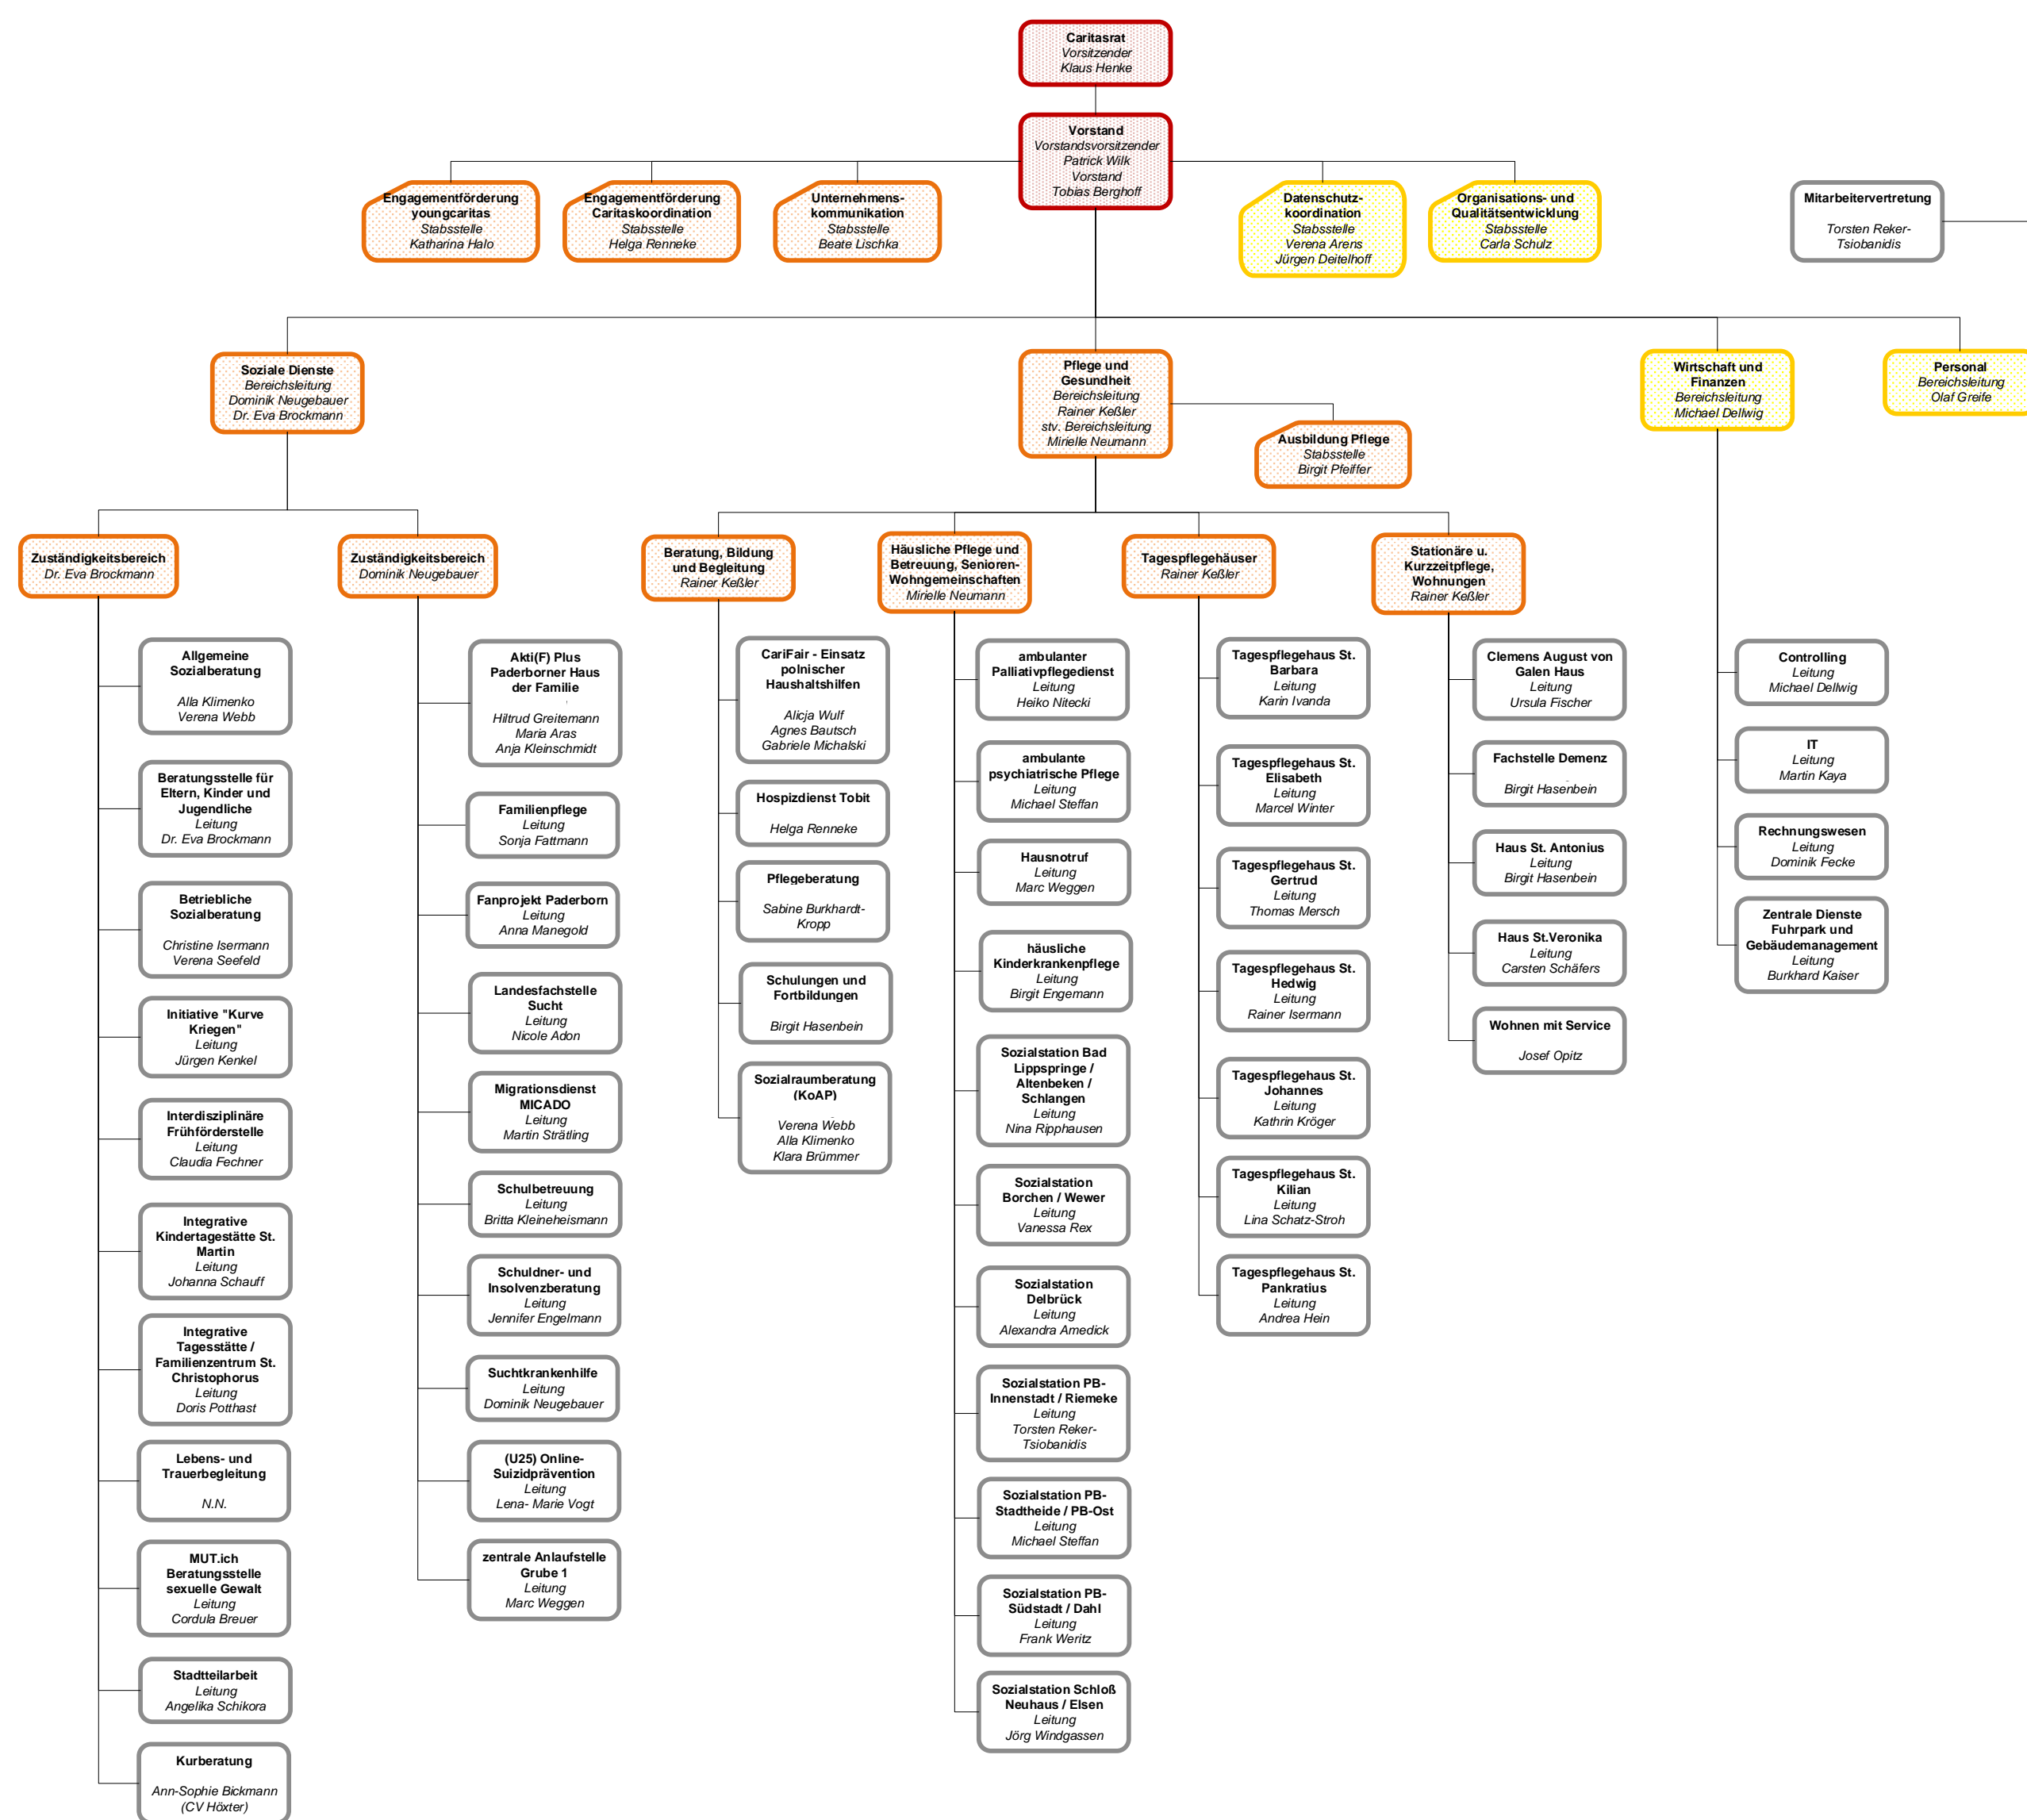 Caritasrat
Vorsitzender
Klaus Henke
Vorstand
Vorstandsvorsitzender
Patrick Wilk
Vorstand
Tobias Berghoff
Engagementförderung
youngcaritas
Stabsstelle
Katharina Halo
Engagementförderung
Caritaskoordination
Stabsstelle
Helga Renneke
Unternehmens-
kommunikation
Stabsstelle
Beate Lischka
Datenschutz-
koordination
Stabsstelle
Verena Arens
Jürgen Deitelhoff
Organisations- und
Qualitätsentwicklung
Stabsstelle
Carla Schulz
Mitarbeitervertretung
Torsten Reker-
Tsiobanidis
Soziale Dienste
Bereichsleitung
Dominik Neugebauer
Dr. Eva Brockmann
Pflege und
Gesundheit
Bereichsleitung
Rainer Keßler
stv. Bereichsleitung
Mirielle Neumann
Ausbildung Pflege
Stabsstelle
Birgit Pfeiffer
Wirtschaft und
Finanzen
Bereichsleitung
Michael Dellwig
Personal
Bereichsleitung
Olaf Greife
Zuständigkeitsbereich
Dr. Eva Brockmann
Zuständigkeitsbereich
Dominik Neugebauer
Beratung, Bildung
und Begleitung
Rainer Keßler
Häusliche Pflege und
Betreuung, Senioren-
Wohngemeinschaften
Mirielle Neumann
Tagespflegehäuser
Rainer Keßler
Stationäre u.
Kurzzeitpflege,
Wohnungen
Rainer Keßler
Allgemeine
Sozialberatung
Alla Klimenko
Verena Webb
Beratungsstelle für
Eltern, Kinder und
Jugendliche
Leitung
Dr. Eva Brockmann
Betriebliche
Sozialberatung
Christine Isermann
Verena Seefeld
Initiative "Kurve
Kriegen"
Leitung
Jürgen Kenkel
Interdisziplinäre
Frühförderstelle
Leitung
Claudia Fechner
Integrative
Kindertagestätte St.
Martin
Leitung
Johanna Schauff
Integrative
Tagesstätte /
Familienzentrum St.
Christophorus
Leitung
Doris Potthast
Lebens- und
Trauerbegleitung
N.N.
MUT.ich
Beratungsstelle
sexuelle Gewalt
Leitung
Cordula Breuer
Stadtteilarbeit
Leitung
Angelika Schikora
Kurberatung
Ann-Sophie Bickmann
(CV Höxter)
Akti(F) Plus
Paderborner Haus
der Familie
Hiltrud Greitemann
Maria Aras
Anja Kleinschmidt
Familienpflege
Leitung
Sonja Fattmann
Fanprojekt Paderborn
Leitung
Anna Manegold
Landesfachstelle
Sucht
Leitung
Nicole Adon
Migrationsdienst
MICADO
Leitung
Martin Strätling
Schulbetreuung
Leitung
Britta Kleineheismann
Schuldner- und
Insolvenzberatung
Leitung
Jennifer Engelmann
Suchtkrankenhilfe
Leitung
Dominik Neugebauer
(U25) Online-
Suizidprävention
Leitung
Lena- Marie Vogt
zentrale Anlaufstelle
Grube 1
Leitung
Marc Weggen
CariFair - Einsatz
polnischer
Haushaltshilfen
Alicja Wulf
Agnes Bautsch
Gabriele Michalski
Hospizdienst Tobit
Helga Renneke
Pflegeberatung
Sabine Burkhardt-
Kropp
Schulungen und
Fortbildungen
Birgit Hasenbein
Sozialraumberatung
(KoAP)
Verena Webb
Alla Klimenko
Klara Brümmer
ambulanter
Palliativpflegedienst
Leitung
Heiko Nitecki
ambulante
psychiatrische Pflege
Leitung
Michael Steffan
Hausnotruf
Leitung
Marc Weggen
häusliche
Kinderkrankenpflege
Leitung
Birgit Engemann
Sozialstation Bad
Lippspringe /
Altenbeken /
Schlangen
Leitung
Nina Ripphausen
Sozialstation
Borchen / Wewer
Leitung
Vanessa Rex
Sozialstation
Delbrück
Leitung
Alexandra Amedick
Sozialstation PB-
Innenstadt / Riemeke
Leitung
Torsten Reker-
Tsiobanidis
Sozialstation PB-
Stadtheide / PB-Ost
Leitung
Michael Steffan
Sozialstation PB-
Südstadt / Dahl
Leitung
Frank Weritz
Sozialstation Schloß
Neuhaus / Elsen
Leitung
Jörg Windgassen
Tagespflegehaus St.
Barbara
Leitung
Karin Ivanda
Tagespflegehaus St.
Elisabeth
Leitung
Marcel Winter
Tagespflegehaus St.
Gertrud
Leitung
Thomas Mersch
Tagespflegehaus St.
Hedwig
Leitung
Rainer Isermann
Tagespflegehaus St.
Johannes
Leitung
Kathrin Kröger
Tagespflegehaus St.
Kilian
Leitung
Lina Schatz-Stroh
Tagespflegehaus St.
Pankratius
Leitung
Andrea Hein
Clemens August von
Galen Haus
Leitung
Ursula Fischer
Fachstelle Demenz
Birgit Hasenbein
Haus St. Antonius
Leitung
Birgit Hasenbein
Haus St.Veronika
Leitung
Carsten Schäfers
Wohnen mit Service
Josef Opitz
Controlling
Leitung
Michael Dellwig
IT
Leitung
Martin Kaya
Rechnungswesen
Leitung
Dominik Fecke
Zentrale Dienste
Fuhrpark und
Gebäudemanagement
Leitung
Burkhard Kaiser